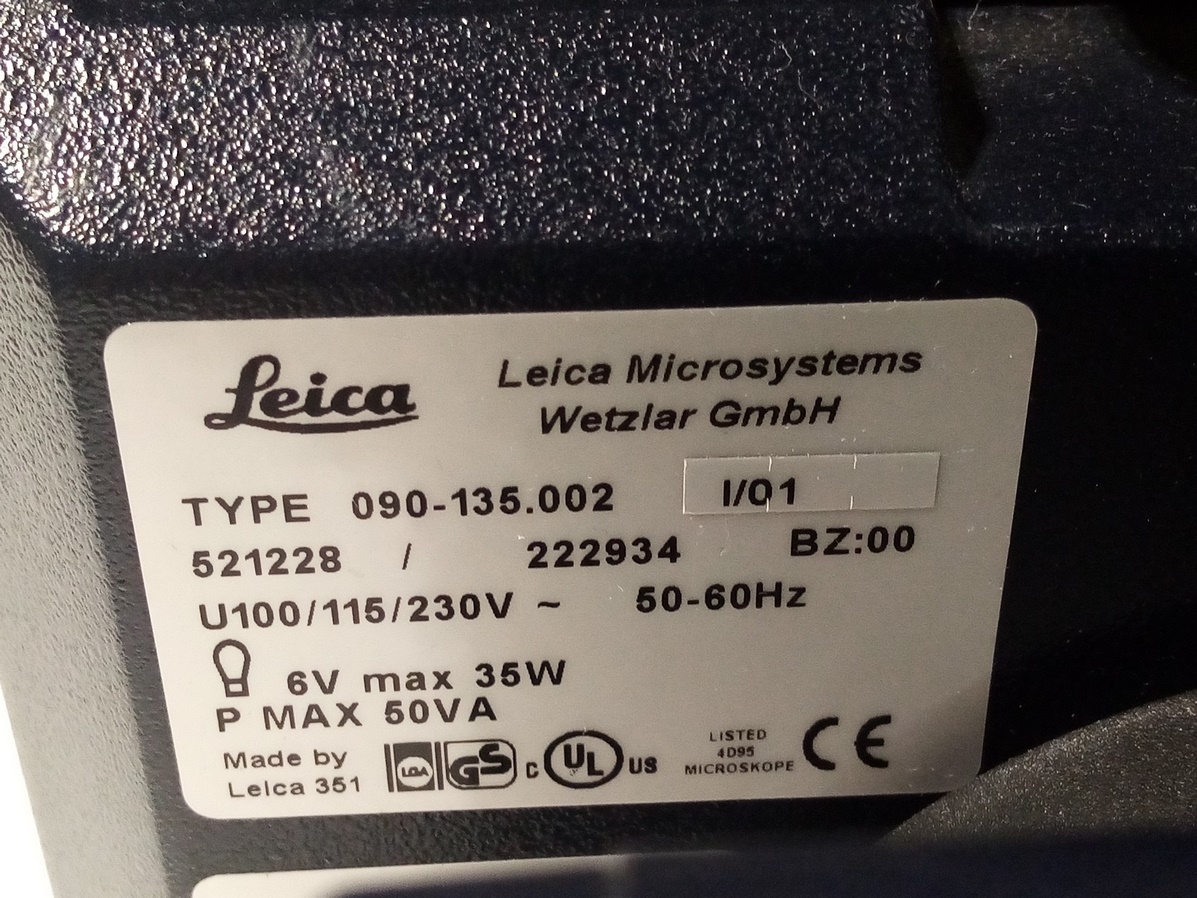 Leica
Leica Microsystems
Wetzlar GmbH
TYPE 090-135.002 I/01
521228 / 222934 BZ:00
U100/115/230V ~ 50-60Hz
6V max 35W
P MAX 50VA
Made by
Leica 351
LGA GS
C UL US
LISTED
4D95
MICROSKOPE
CE